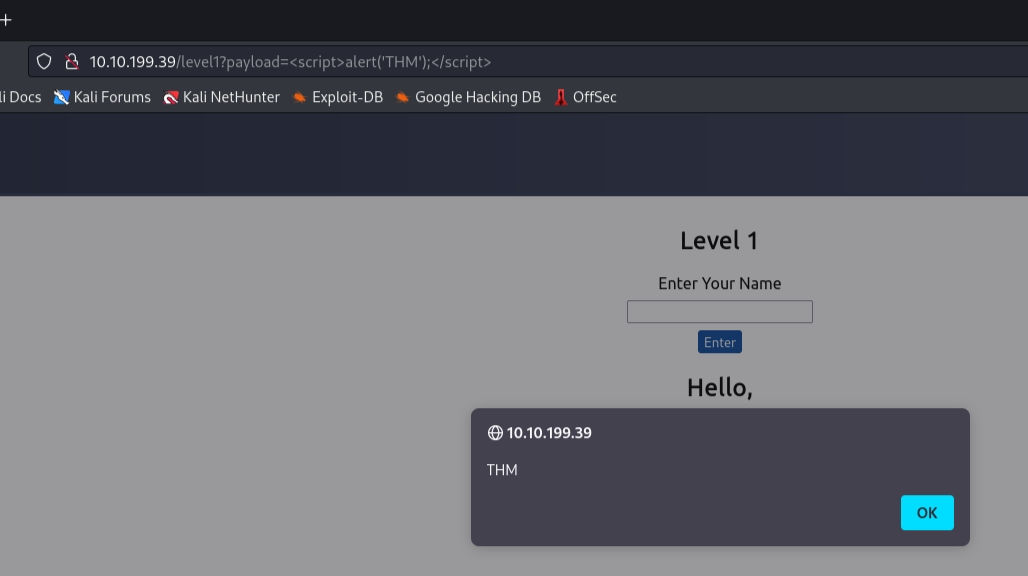 +
10.10.199.39/level1?payload=<script>alert('THM');</script>
li Docs Kali Forums Kali NetHunter Exploit-DB Google Hacking DB OffSec
Level 1
Enter Your Name
Enter
Hello,
10.10.199.39
THM
OK